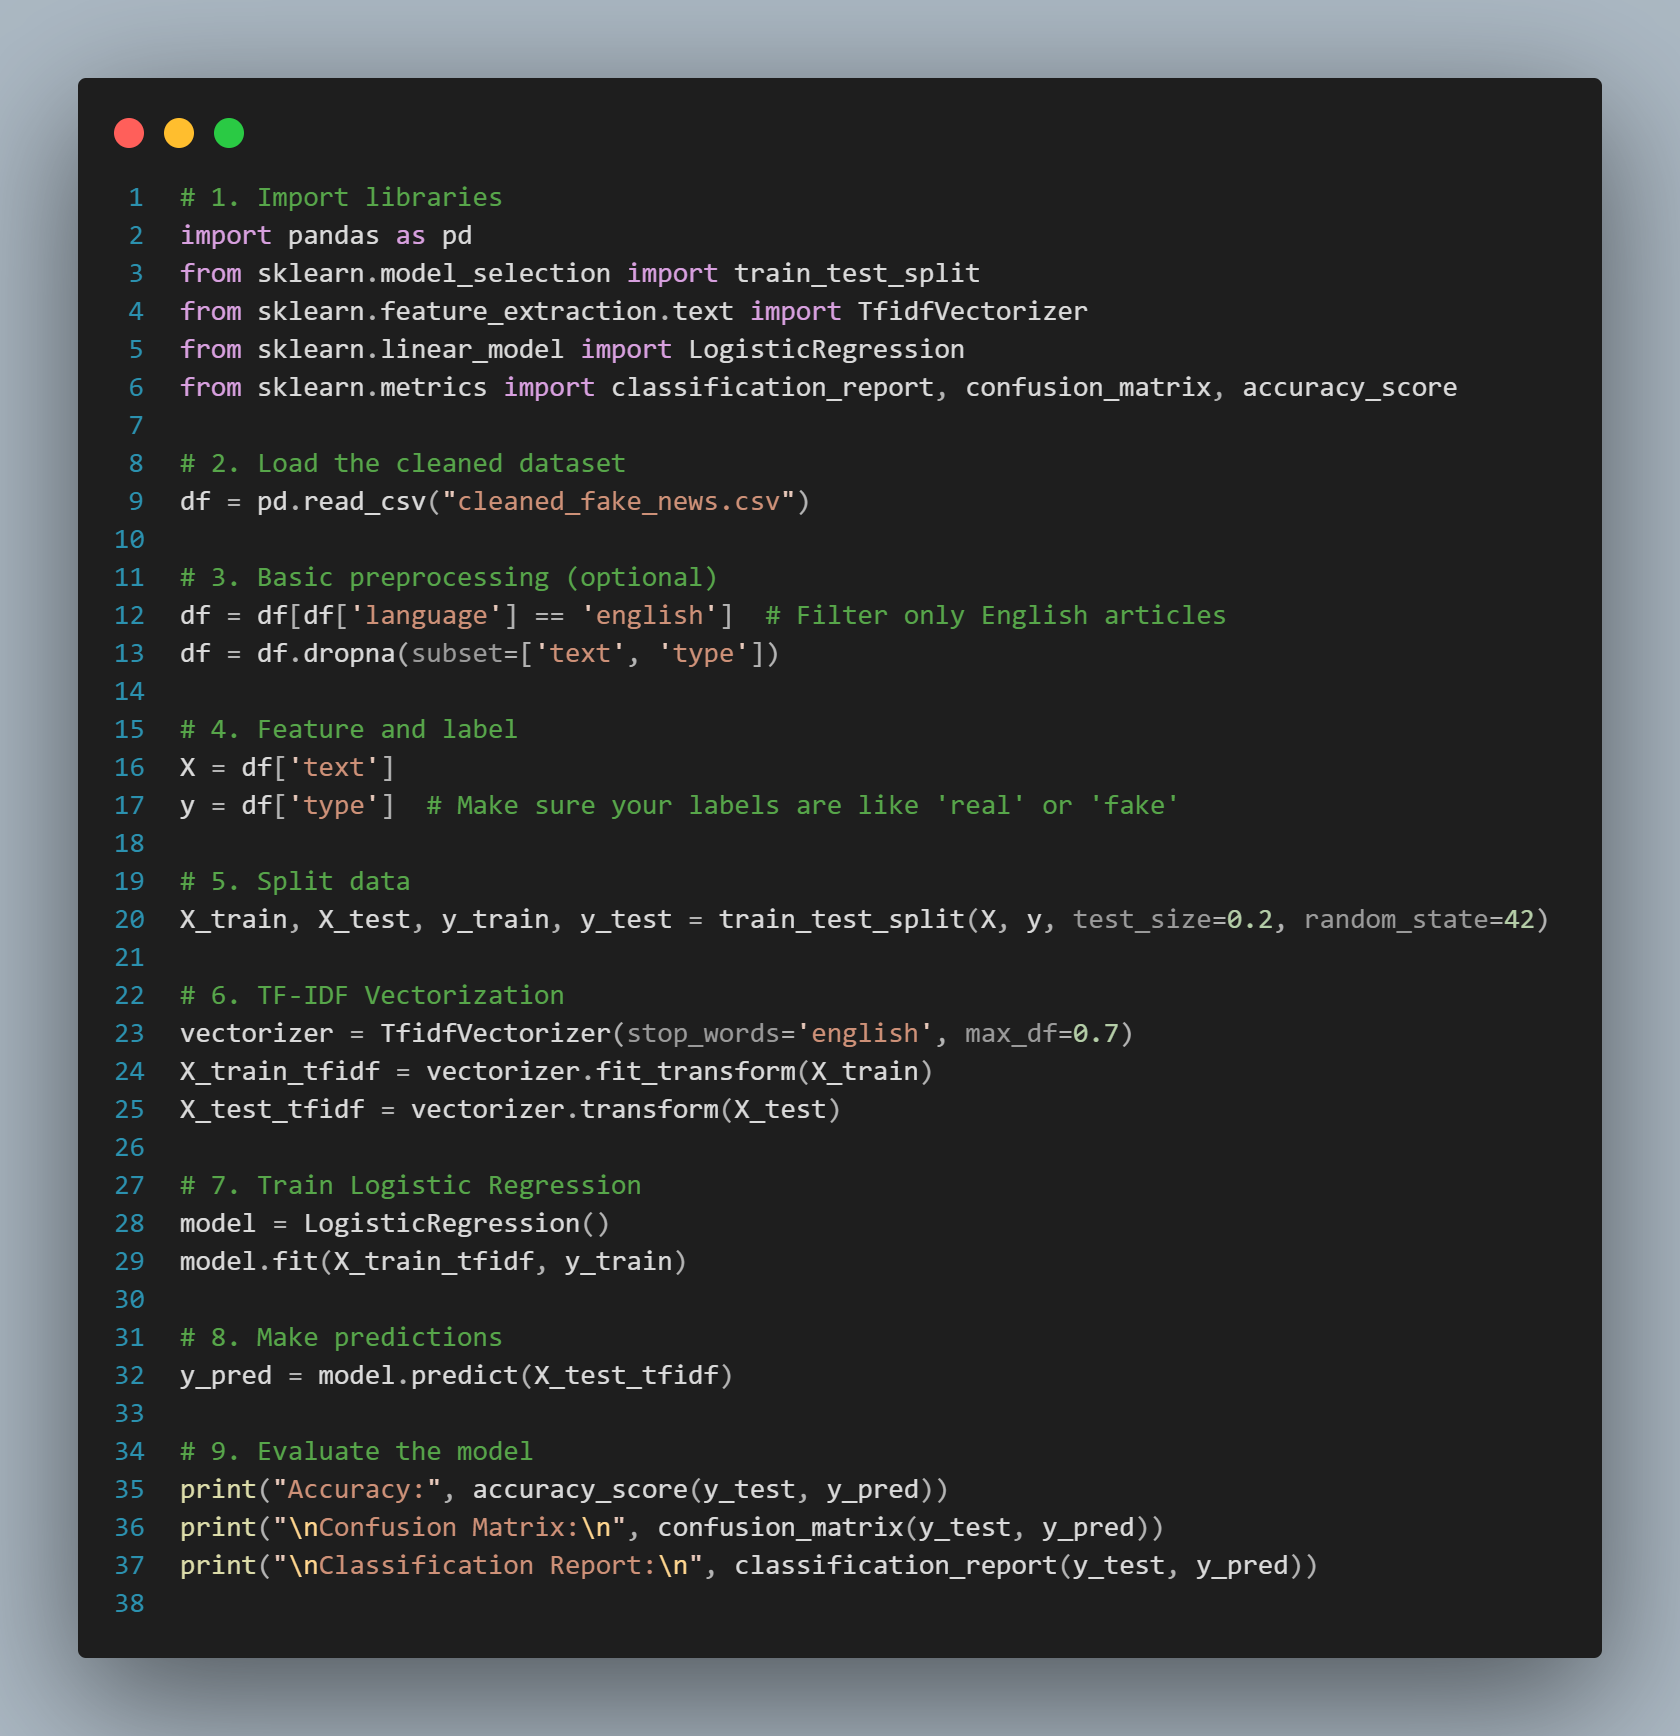 1 # 1. Import libraries
2 import pandas as pd
3 from sklearn.model_selection import train_test_split
4 from sklearn.feature_extraction.text import TfidfVectorizer
5 from sklearn.linear_model import LogisticRegression
6 from sklearn.metrics import classification_report, confusion_matrix, accuracy_score
7
8 # 2. Load the cleaned dataset
9 df = pd.read_csv("cleaned_fake_news.csv")
10
11 # 3. Basic preprocessing (optional)
12 df = df[df['language'] == 'english']  # Filter only English articles
13 df = df.dropna(subset=['text', 'type'])
14
15 # 4. Feature and label
16 X = df['text']
17 y = df['type']  # Make sure your labels are like 'real' or 'fake'
18
19 # 5. Split data
20 X_train, X_test, y_train, y_test = train_test_split(X, y, test_size=0.2, random_state=42)
21
22 # 6. TF-IDF Vectorization
23 vectorizer = TfidfVectorizer(stop_words='english', max_df=0.7)
24 X_train_tfidf = vectorizer.fit_transform(X_train)
25 X_test_tfidf = vectorizer.transform(X_test)
26
27 # 7. Train Logistic Regression
28 model = LogisticRegression()
29 model.fit(X_train_tfidf, y_train)
30
31 # 8. Make predictions
32 y_pred = model.predict(X_test_tfidf)
33
34 # 9. Evaluate the model
35 print("Accuracy:", accuracy_score(y_test, y_pred))
36 print("\nConfusion Matrix:\n", confusion_matrix(y_test, y_pred))
37 print("\nClassification Report:\n", classification_report(y_test, y_pred))
38